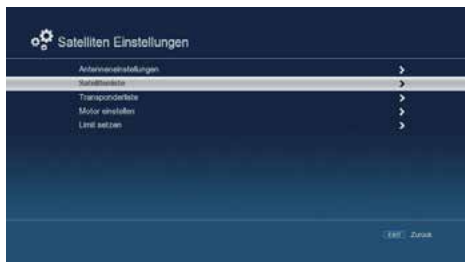 Satelliten Einstellungen
Antenneneinstellungen
Satellitenliste
Transponderliste
Motor einstellen
Limit setzen
EXIT Zurück